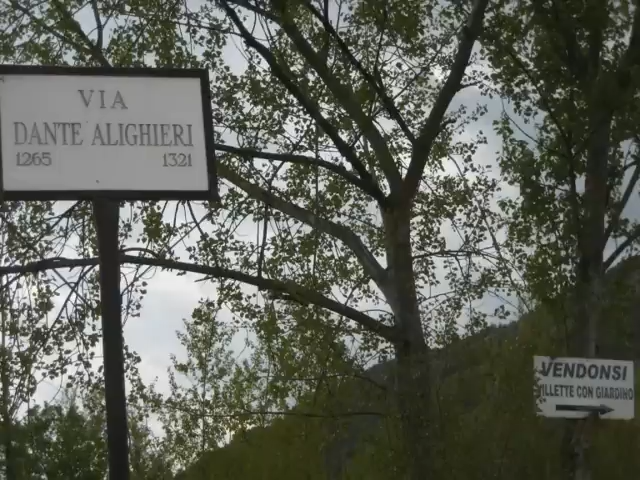 VIA
DANTE ALIGHIERI
1265 1321
VENDONSI
VILLETTE CON GIARDINO